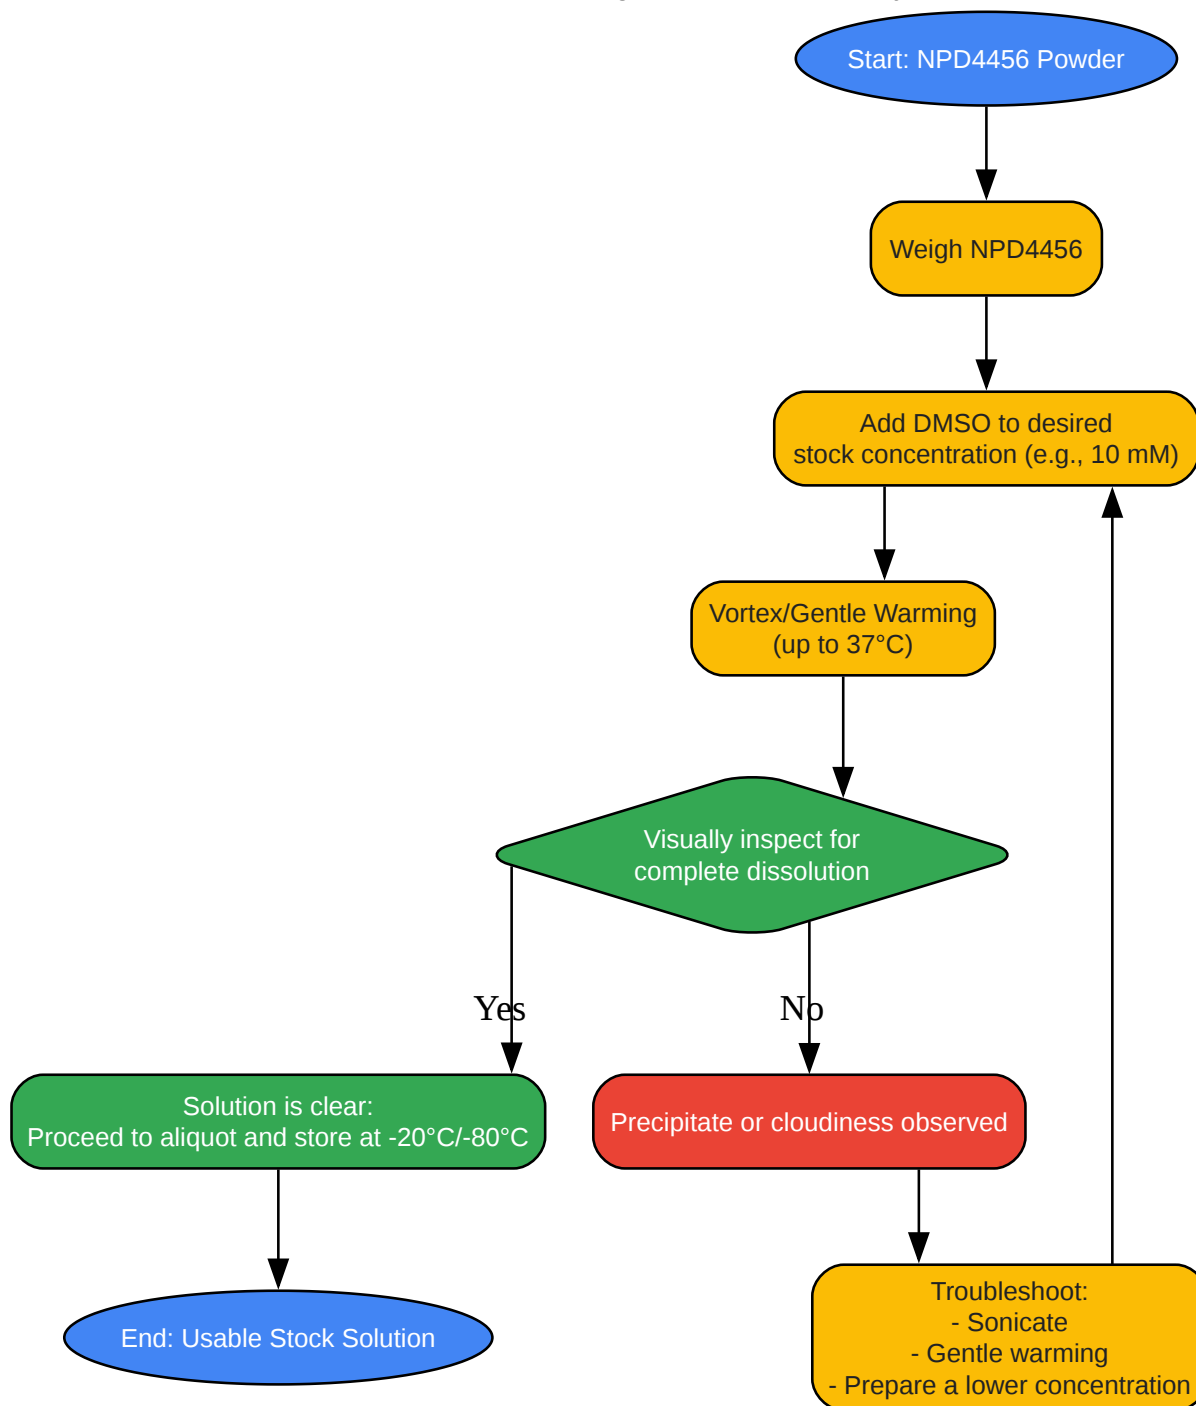 Start: NPD4456 Powder
Weigh NPD4456
Add DMSO to desired
stock concentration (e.g., 10 mM)
Vortex/Gentle Warming
(up to 37°C)
Visually inspect for
complete dissolution
Yes
No
Solution is clear:
Proceed to aliquot and store at -20°C/-80°C
Precipitate or cloudiness observed
End: Usable Stock Solution
Troubleshoot:
- Sonicate
- Gentle warming
- Prepare a lower concentration